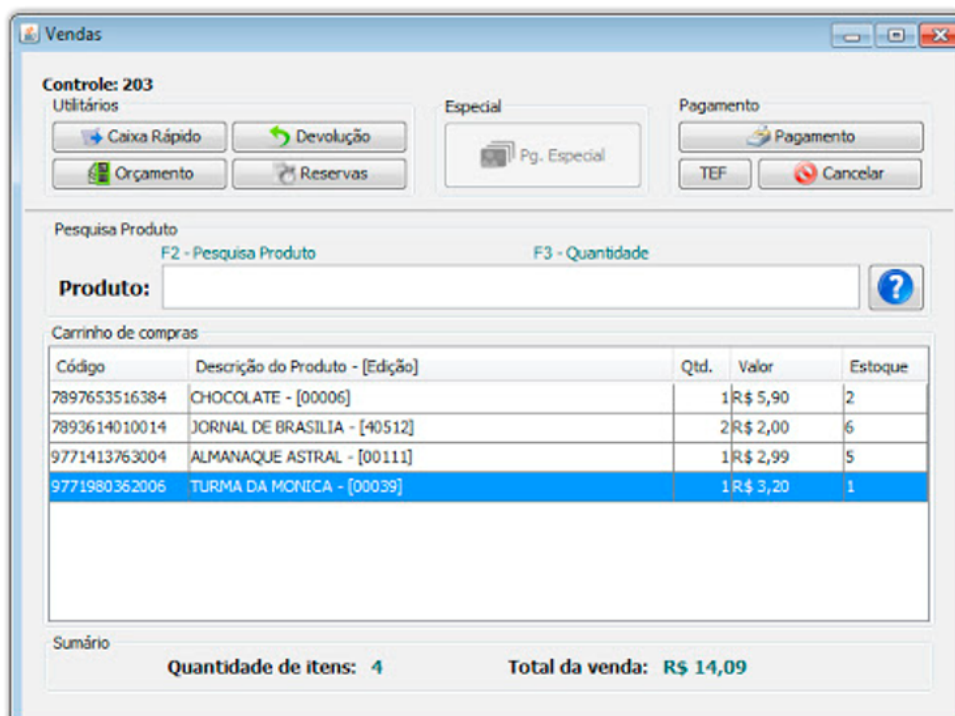 Vendas
Controle: 203
Utilitários
Caixa Rápido
Devolução
Orçamento
Reservas
Especial
Pg. Especial
Pagamento
Pagamento
TEF
Cancelar
Pesquisa Produto
F2 - Pesquisa Produto F3 - Quantidade
Produto:
Carrinho de compras
Código Descrição do Produto - [Edição] Qtd. Valor Estoque
7897653516384 CHOCOLATE - [00006] 1 R$ 5,90 2
7893614010014 JORNAL DE BRASILIA - [40512] 2 R$ 2,00 6
9771413763004 ALMANAQUE ASTRAL - [00111] 1 R$ 2,99 5
9771980362006 TURMA DA MONICA - [00039] 1 R$ 3,20 1
Sumário
Quantidade de itens: 4 Total da venda: R$ 14,09